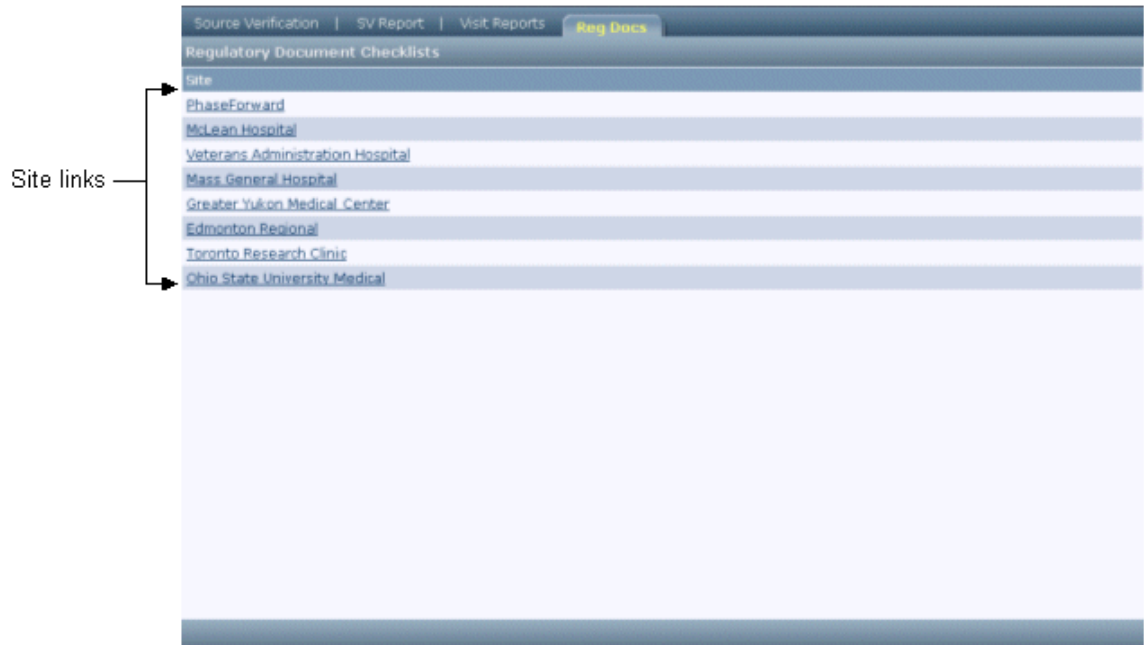 Source Verification | SV Report | Visit Reports Reg Docs
Regulatory Document Checklists
Site
PhaseForward
McLean Hospital
Veterans Administration Hospital
Site links
Mass General Hospital
Greater Yukon Medical Center
Edmonton Regional
Toronto Research Clinic
Ohio State University Medical